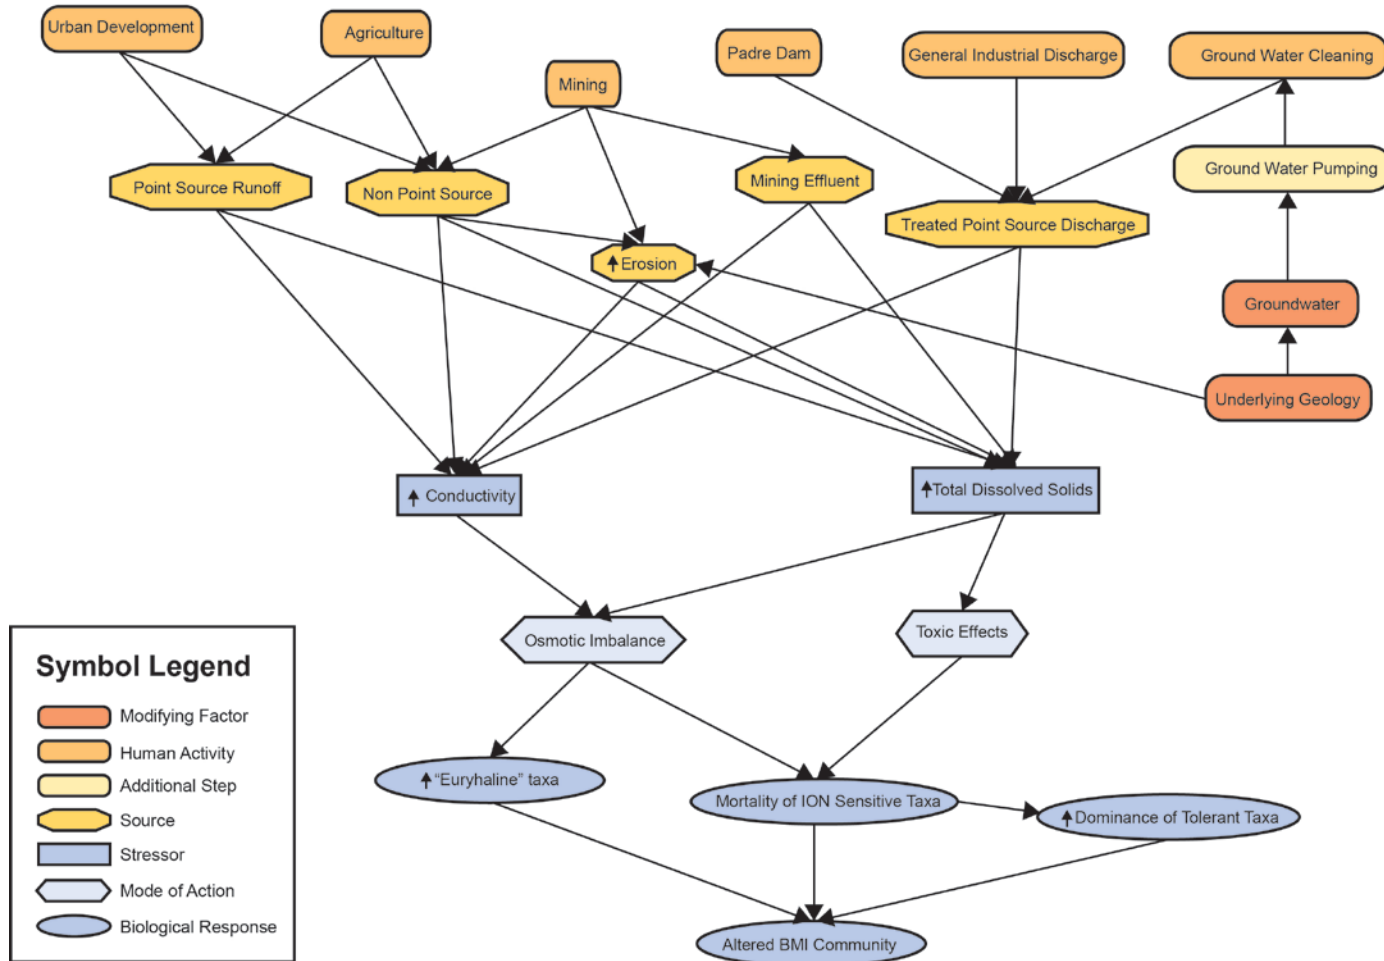 Urban Development
Agriculture
Mining
Padre Dam
General Industrial Discharge
Ground Water Cleaning
Point Source Runoff
Non Point Source
Mining Effluent
Treated Point Source Discharge
Ground Water Pumping
↑Erosion
Groundwater
Underlying Geology
↑ Conductivity
↑Total Dissolved Solids
Osmotic Imbalance
Toxic Effects
↑“Euryhaline” taxa
Mortality of ION Sensitive Taxa
↑Dominance of Tolerant Taxa
Altered BMI Community
Symbol Legend
Modifying Factor
Human Activity
Additional Step
Source
Stressor
Mode of Action
Biological Response